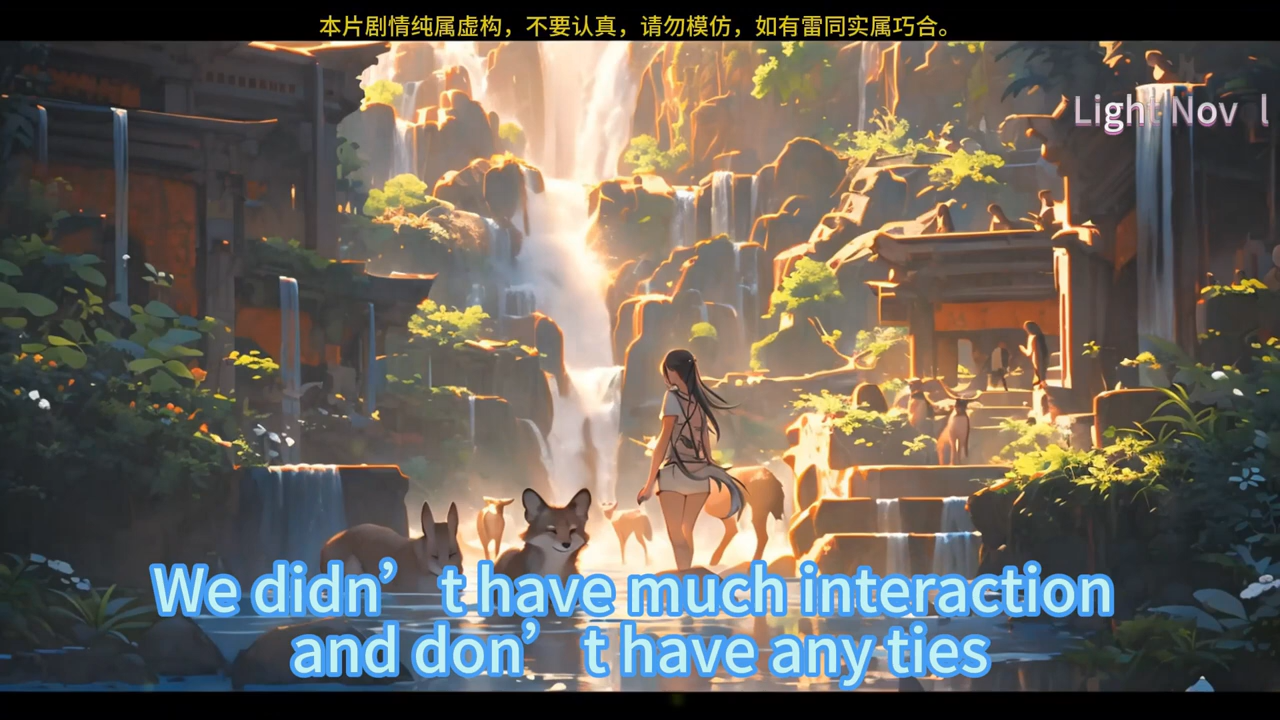 本片剧情纯属虚构，不要认真，请勿模仿，如有雷同实属巧合。
Light Nov l
We didn’t have much interaction
and don’t have any ties